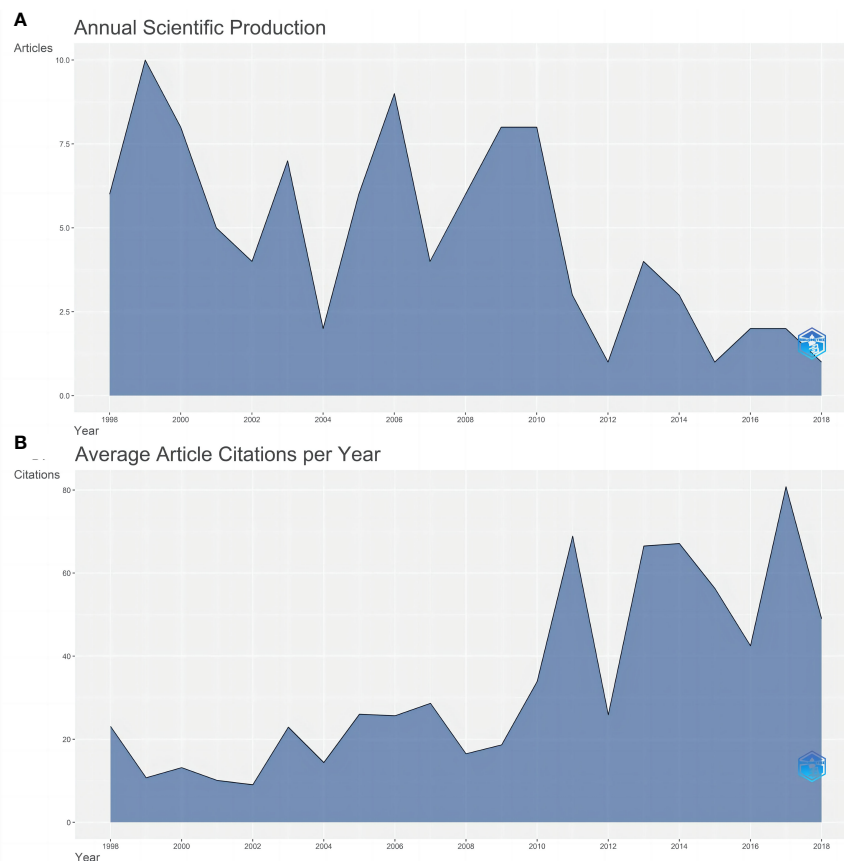 A
Annual Scientific Production
Articles
10.0
7.5
5.0
2.5
0.0
1998 2000 2002 2004 2006 2008 2010 2012 2014 2016 2018
Year
B
Average Article Citations per Year
Citations
80
60
40
20
0
1998 2000 2002 2004 2006 2008 2010 2012 2014 2016 2018
Year